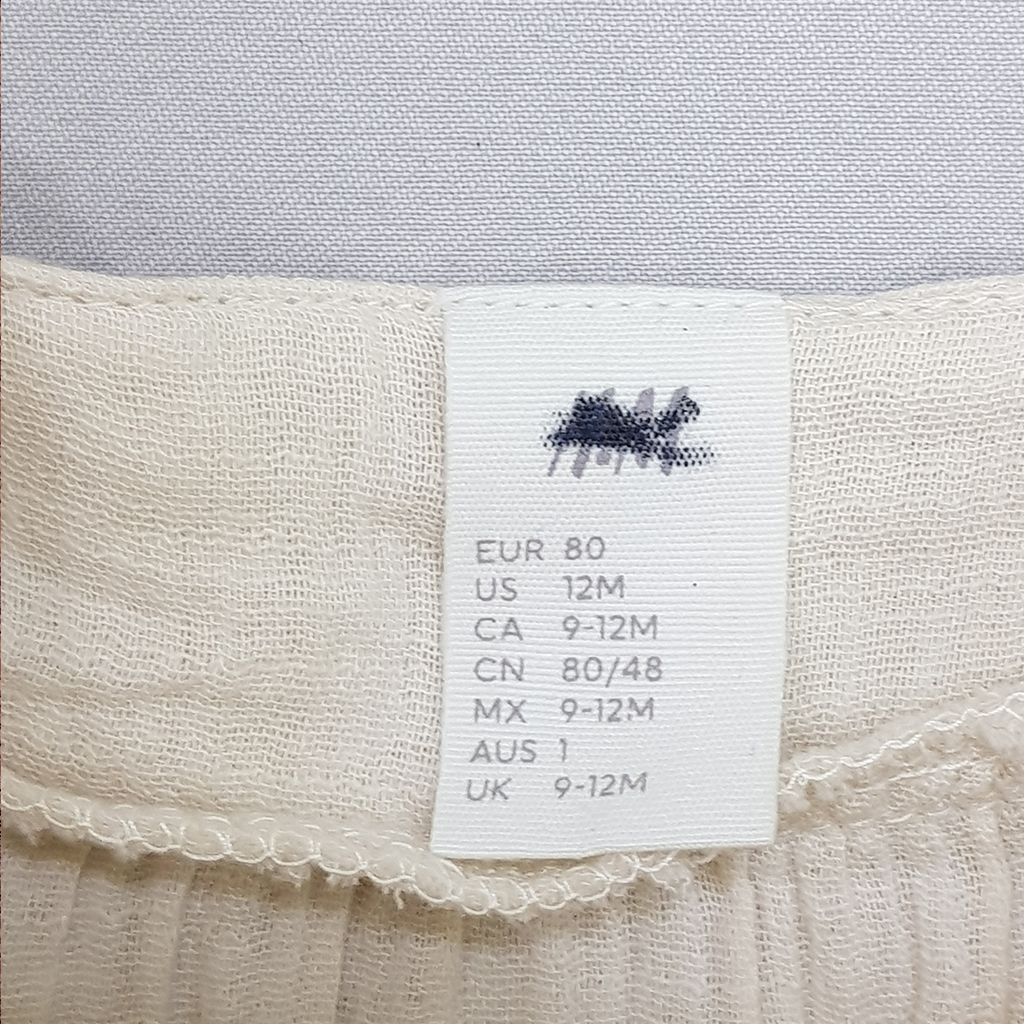 EUR 80
US 12M
CA 9-12M
CN 80/48
MX 9-12M
AUS 1
UK 9-12M